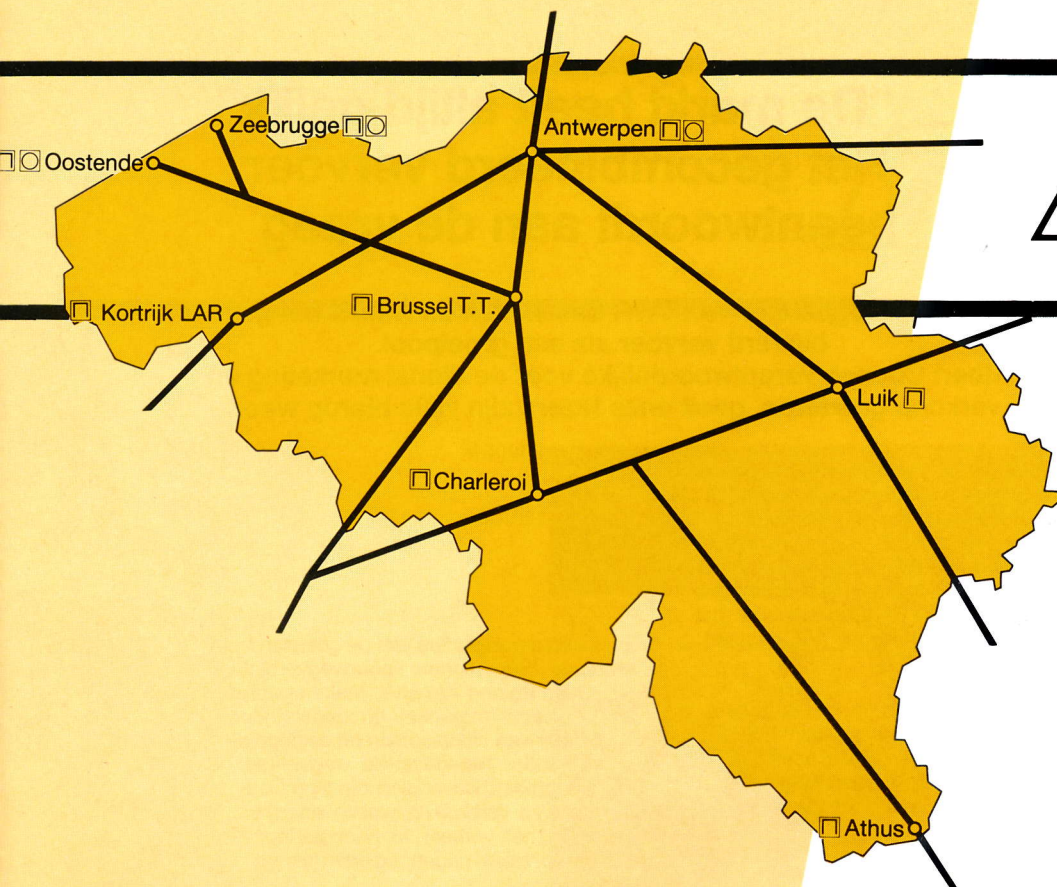 Zeebrugge
Antwerpen
Oostende
Kortrijk LAR
Brussel T.T.
Luik
Charleroi
Athus